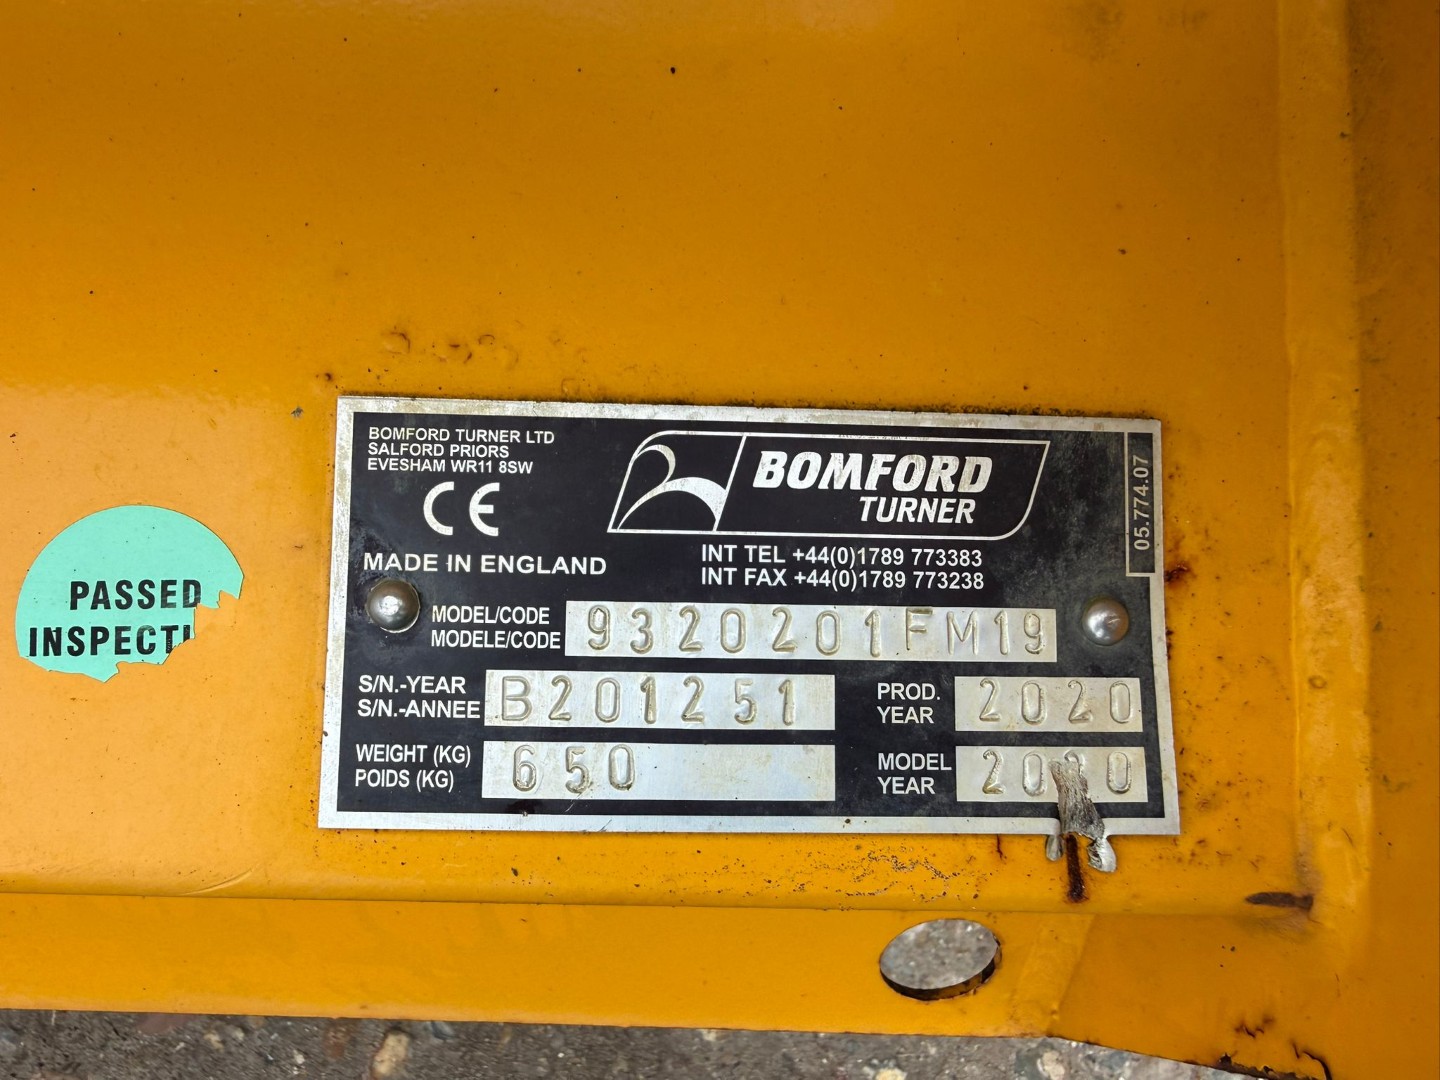 BOMFORD TURNER LTD
SALFORD PRIORS
EVESHAM WR11 8SW
CE
MADE IN ENGLAND
BOMFORD
TURNER
INT TEL +44(0)1789 773383
INT FAX +44(0)1789 773238
05.774.07
MODEL/CODE
MODELE/CODE
9320201FM19
S/N.-YEAR
S/N.-ANNEE
B201251
PROD.
YEAR
2020
WEIGHT (KG)
POIDS (KG)
650
MODEL
YEAR
2020
PASSED
INSPECTI